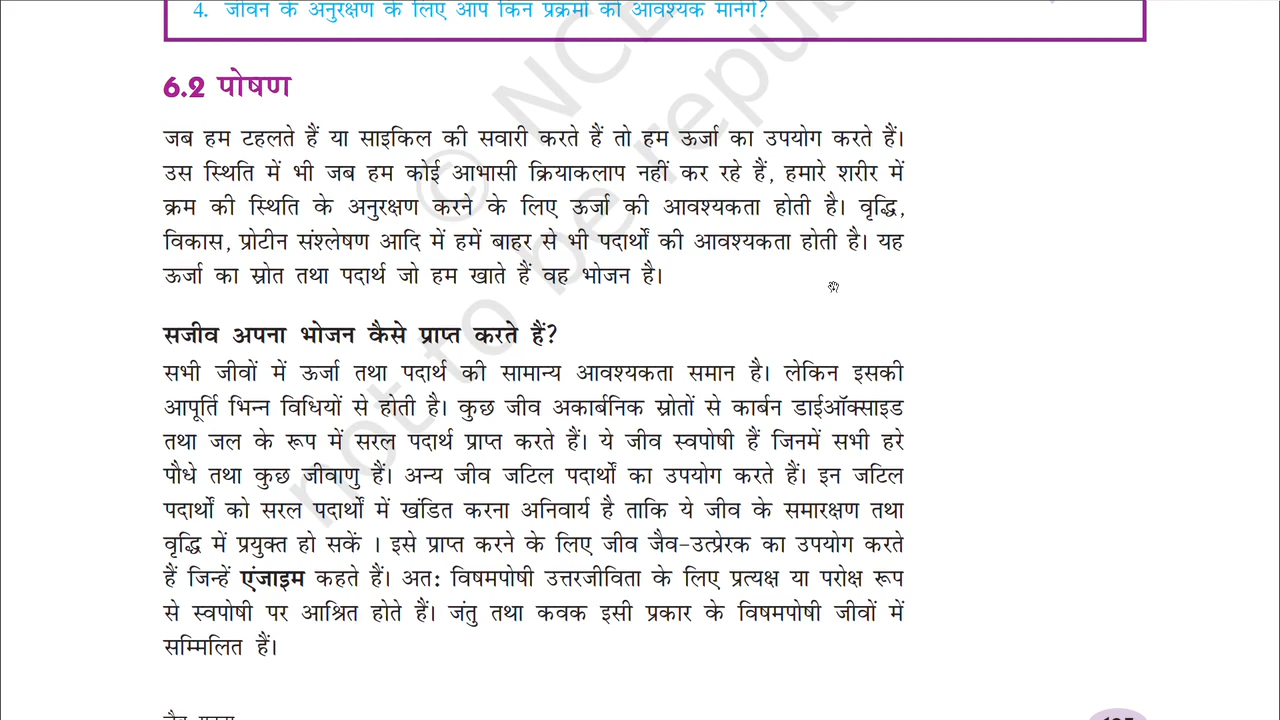 4. जीवन के अनुरक्षण के लिए आप किन प्रक्रमों को आवश्यक मानेंगे?
6.2 पोषण
जब हम टहलते हैं या साइकिल की सवारी करते हैं तो हम ऊर्जा का उपयोग करते हैं।
उस स्थिति में भी जब हम कोई आभासी क्रियाकलाप नहीं कर रहे हैं, हमारे शरीर में
क्रम की स्थिति के अनुरक्षण करने के लिए ऊर्जा की आवश्यकता होती है। वृद्धि,
विकास, प्रोटीन संश्लेषण आदि में हमें बाहर से भी पदार्थों की आवश्यकता होती है। यह
ऊर्जा का स्रोत तथा पदार्थ जो हम खाते हैं वह भोजन है।
सजीव अपना भोजन कैसे प्राप्त करते हैं?
सभी जीवों में ऊर्जा तथा पदार्थ की सामान्य आवश्यकता समान है। लेकिन इसकी
आपूर्ति भिन्न विधियों से होती है। कुछ जीव अकार्बनिक स्रोतों से कार्बन डाईऑक्साइड
तथा जल के रूप में सरल पदार्थ प्राप्त करते हैं। ये जीव स्वपोषी हैं जिनमें सभी हरे
पौधे तथा कुछ जीवाणु हैं। अन्य जीव जटिल पदार्थों का उपयोग करते हैं। इन जटिल
पदार्थों को सरल पदार्थों में खंडित करना अनिवार्य है ताकि ये जीव के समारक्षण तथा
वृद्धि में प्रयुक्त हो सकें । इसे प्राप्त करने के लिए जीव जैव-उत्प्रेरक का उपयोग करते
हैं जिन्हें एंजाइम कहते हैं। अतः विषमपोषी उत्तरजीविता के लिए प्रत्यक्ष या परोक्ष रूप
से स्वपोषी पर आश्रित होते हैं। जंतु तथा कवक इसी प्रकार के विषमपोषी जीवों में
सम्मिलित हैं।
© NCE
not to be repub